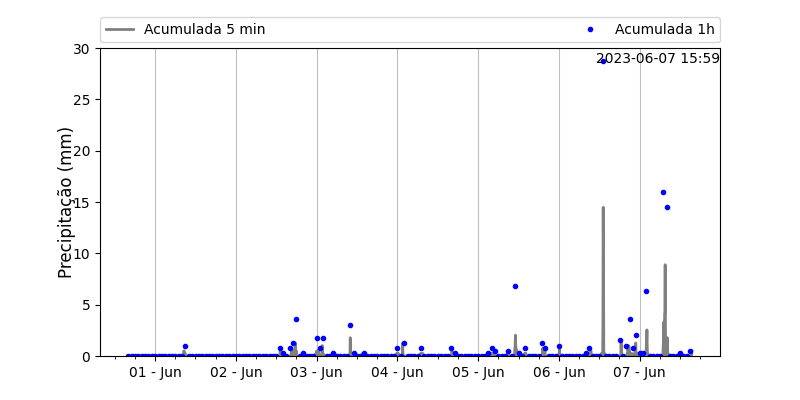 Acumulada 5 min
Acumulada 1h
2023-06-07 15:59
Precipitação (mm)
30
25
20
15
10
5
0
01 - Jun
02 - Jun
03 - Jun
04 - Jun
05 - Jun
06 - Jun
07 - Jun